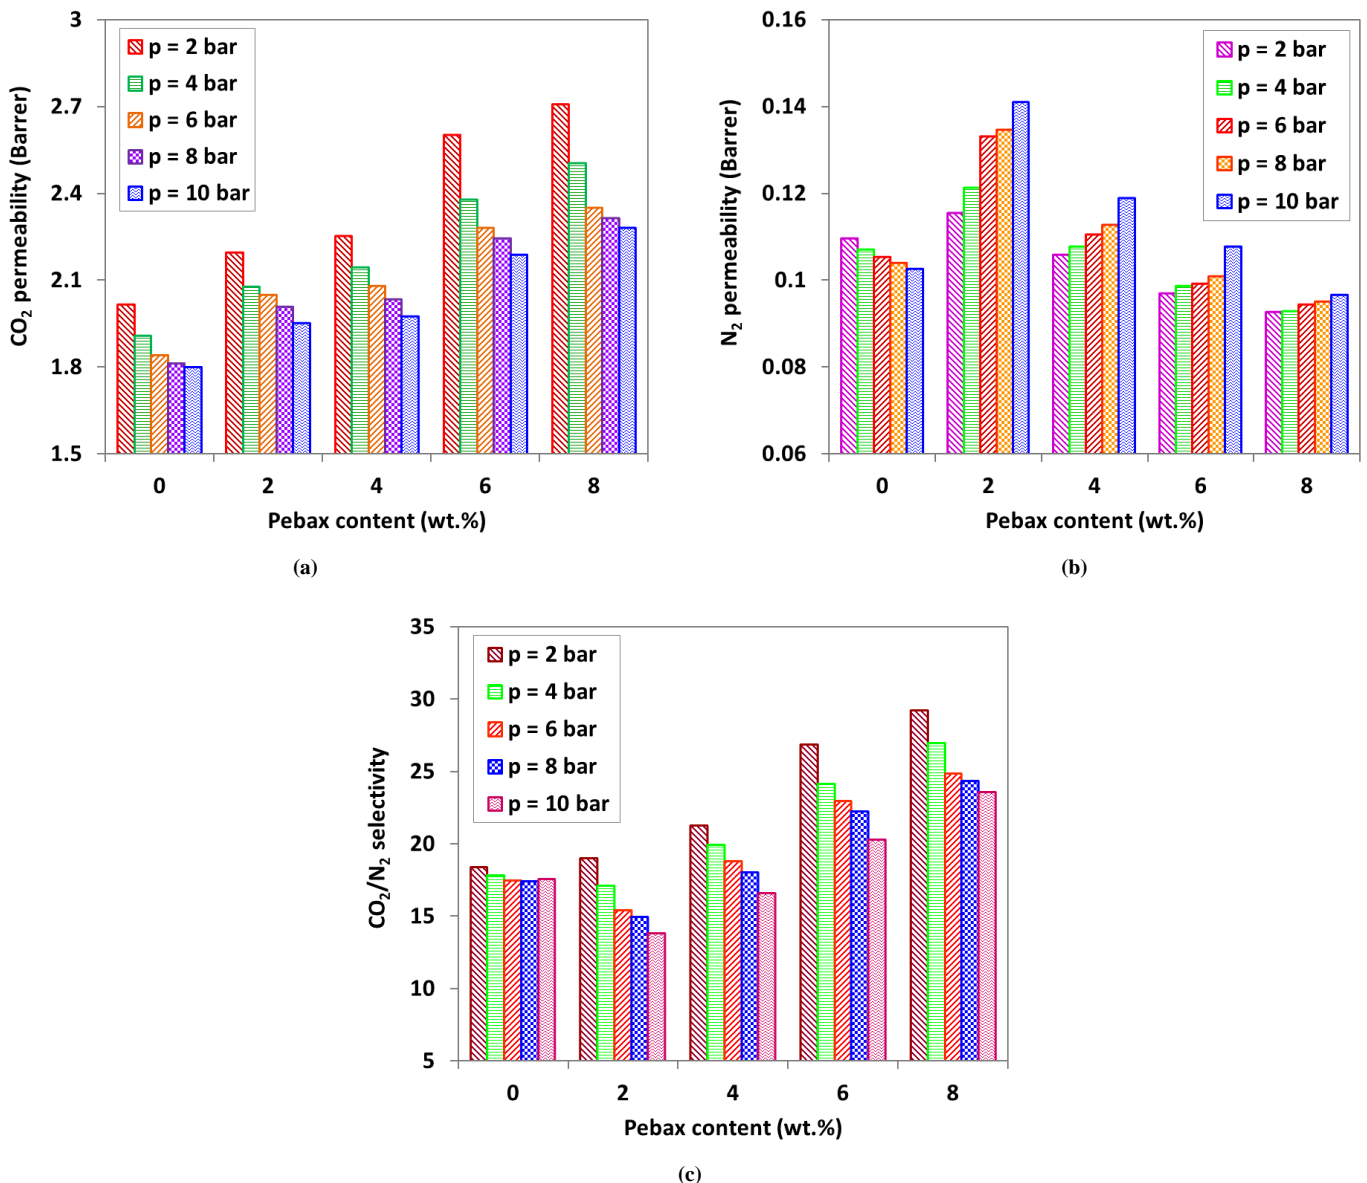 3
2.7
2.4
2.1
1.8
1.5
CO2 permeability (Barrer)
p = 2 bar
p = 4 bar
p = 6 bar
p = 8 bar
p = 10 bar
0 2 4 6 8
Pebax content (wt.%)
(a)
0.16
0.14
0.12
0.1
0.08
0.06
N2 permeability (Barrer)
p = 2 bar
p = 4 bar
p = 6 bar
p = 8 bar
p = 10 bar
0 2 4 6 8
Pebax content (wt.%)
(b)
35
30
25
20
15
10
5
CO2/N2 selectivity
p = 2 bar
p = 4 bar
p = 6 bar
p = 8 bar
p = 10 bar
0 2 4 6 8
Pebax content (wt.%)
(c)